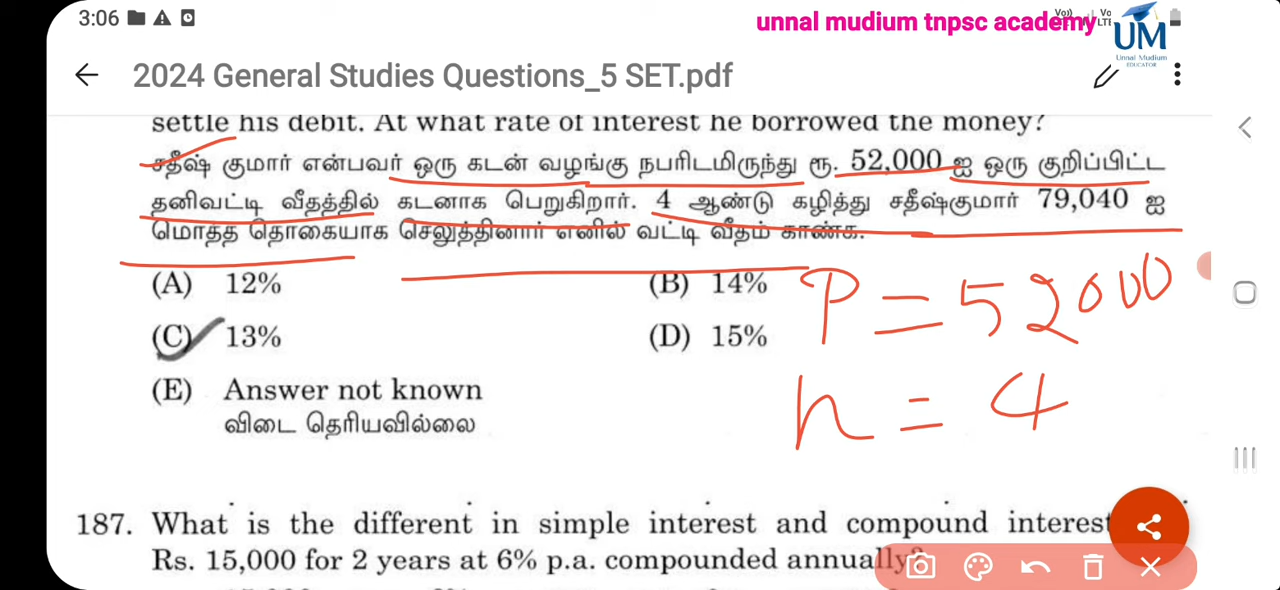 3:06
unnal mudium tnpsc academy
UM
Unnal Mudium
EDUCATOR
2024 General Studies Questions_5 SET.pdf
settle his debit. At what rate of interest he borrowed the money?
சதீஷ் குமார் என்பவர் ஒரு கடன் வழங்கு நபரிடமிருந்து ரூ. 52,000 ஐ ஒரு குறிப்பிட்ட
தனிவட்டி வீதத்தில் கடனாக பெறுகிறார். 4 ஆண்டு கழித்து சதீஷ்குமார் 79,040 ஐ
மொத்த தொகையாக செலுத்தினார் எனில் வட்டி வீதம் காண்க.
(A) 12% (B) 14%
(C) 13% (D) 15%
P = 52000
n = 4
(E) Answer not known
விடை தெரியவில்லை
187. What is the different in simple interest and compound interest
Rs. 15,000 for 2 years at 6% p.a. compounded annually?